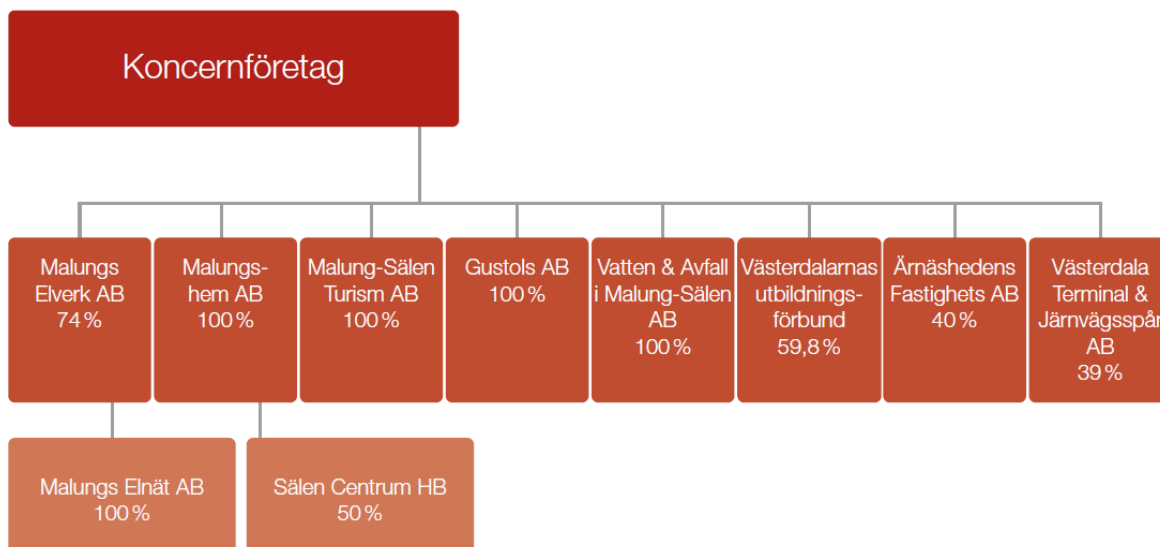 Koncernföretag
Malungs
Elverk AB
74 %
Malungs-
hem AB
100 %
Malung-Sälen
Turism AB
100 %
Gustols AB
100 %
Vatten & Avfall
i Malung-Sälen
AB
100 %
Västerdalarnas
utbildnings-
förbund
59,8 %
Ärnäshedens
Fastighets AB
40 %
Västerdala
Terminal &
Järnvägsspår
AB
39 %
Malungs Elnät AB
100 %
Sälen Centrum HB
50 %